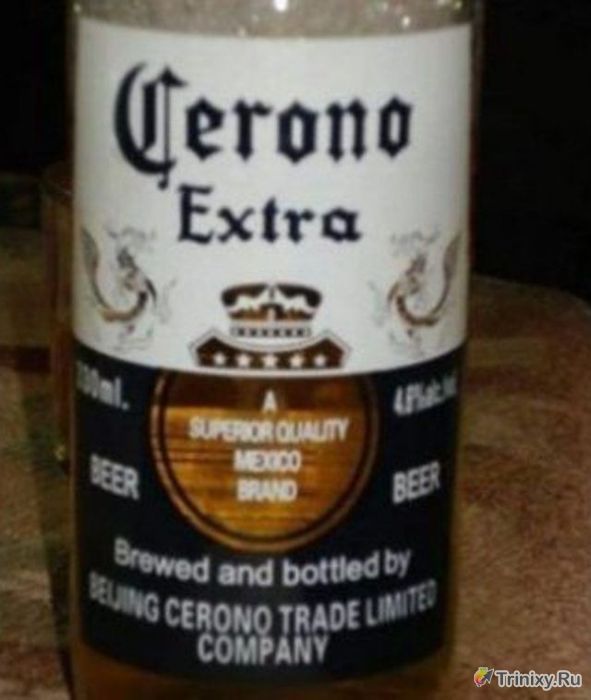 Cerono
Extra
A
SUPERIOR QUALITY
MEXICO
BRAND
BEER
BEER
Brewed and bottled by
BEIJING CERONO TRADE LIMITED
COMPANY
Trinixy.Ru